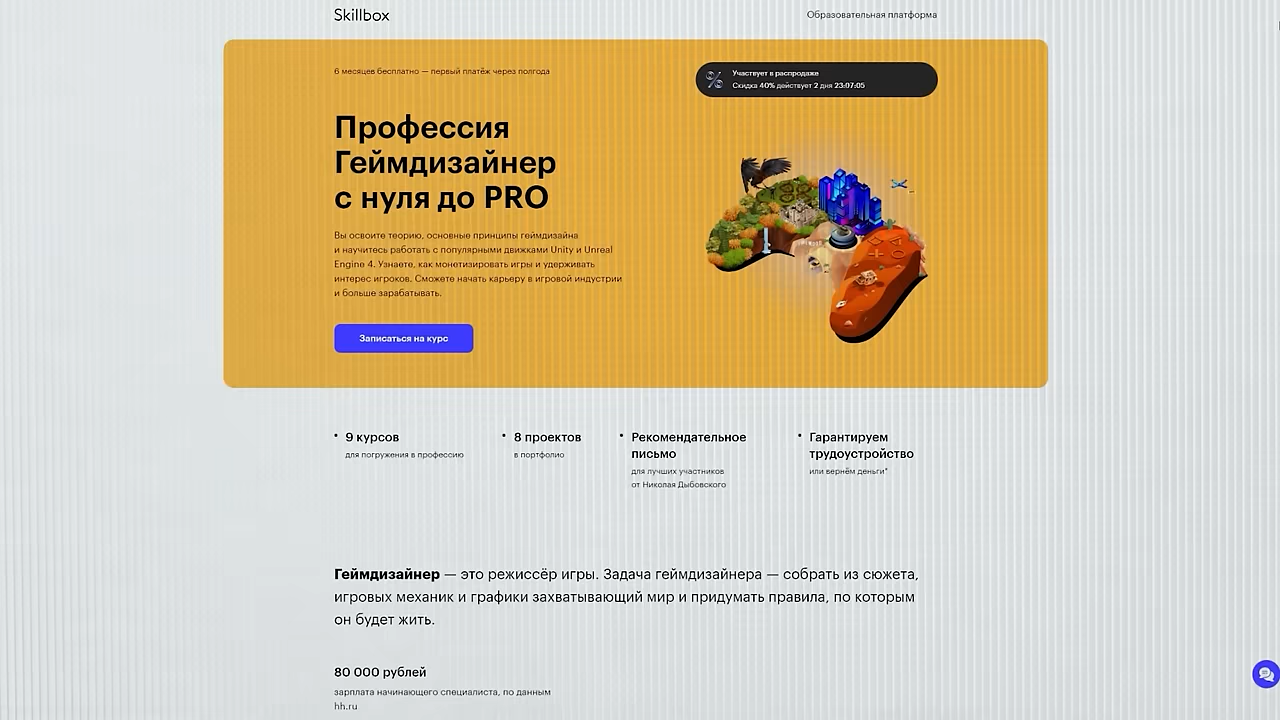 Skillbox
Образовательная платформа
6 месяцев бесплатно — первый платёж через полгода
Участвует в распродаже
Скидка 40% действует 2 дня 23:07:05
Профессия
Геймдизайнер
с нуля до PRO
Вы освоите теорию, основные принципы геймдизайна
и научитесь работать с популярными движками Unity и Unreal
Engine 4. Узнаете, как монетизировать игры и удерживать
интерес игроков. Сможете начать карьеру в игровой индустрии
и больше зарабатывать.
Записаться на курс
• 9 курсов
для погружения в профессию
• 8 проектов
в портфолио
• Рекомендательное
письмо
для лучших участников
от Николая Дыбовского
• Гарантируем
трудоустройство
или вернём деньги*
Геймдизайнер — это режиссёр игры. Задача геймдизайнера — собрать из сюжета,
игровых механик и графики захватывающий мир и придумать правила, по которым
он будет жить.
80 000 рублей
зарплата начинающего специалиста, по данным
hh.ru